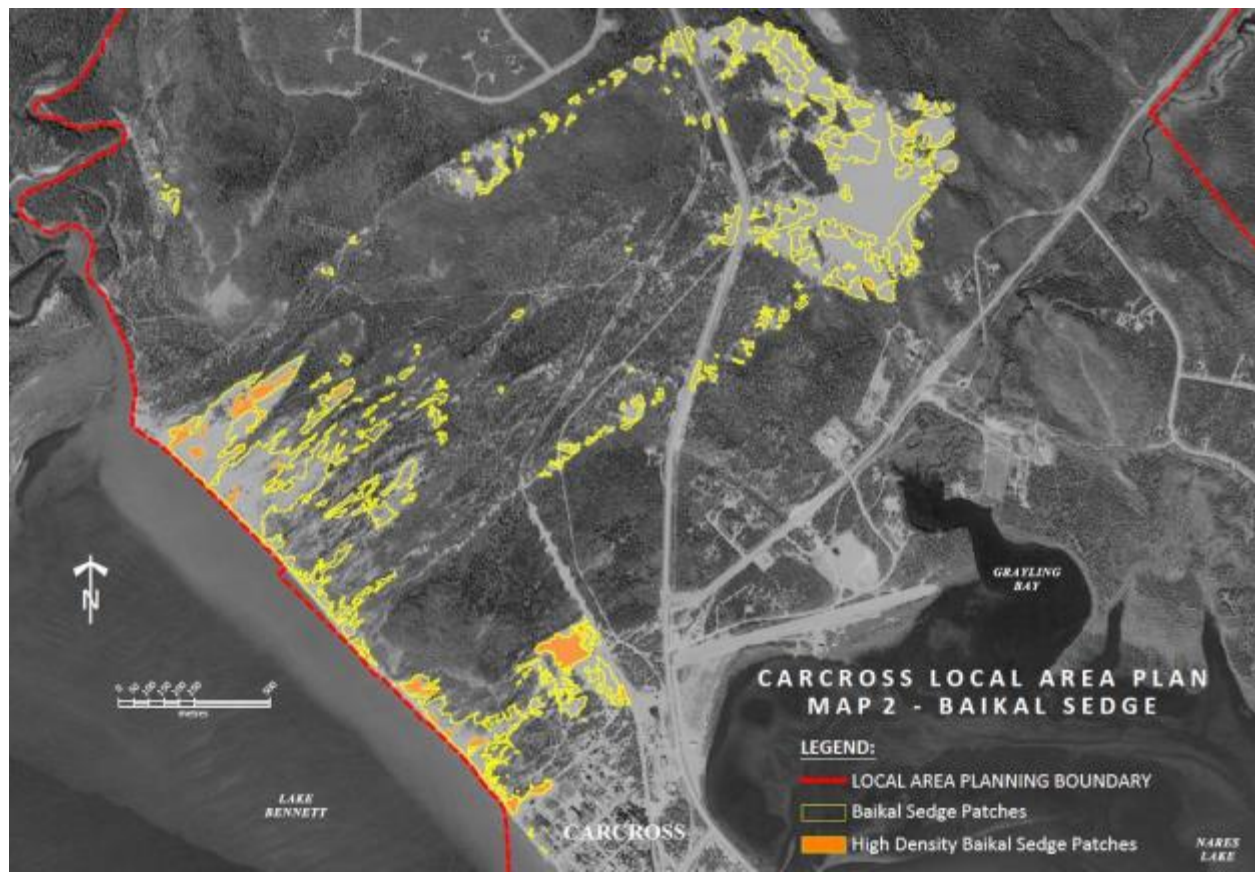 GRAYLING
BAY
CARCROSS LOCAL AREA PLAN
MAP 2 - BAIKAL SEDGE
N
metres
LEGEND:
LOCAL AREA PLANNING BOUNDARY
Baikal Sedge Patches
High Density Baikal Sedge Patches
LAKE
BENNETT
CARCROSS
NARES
LAKE